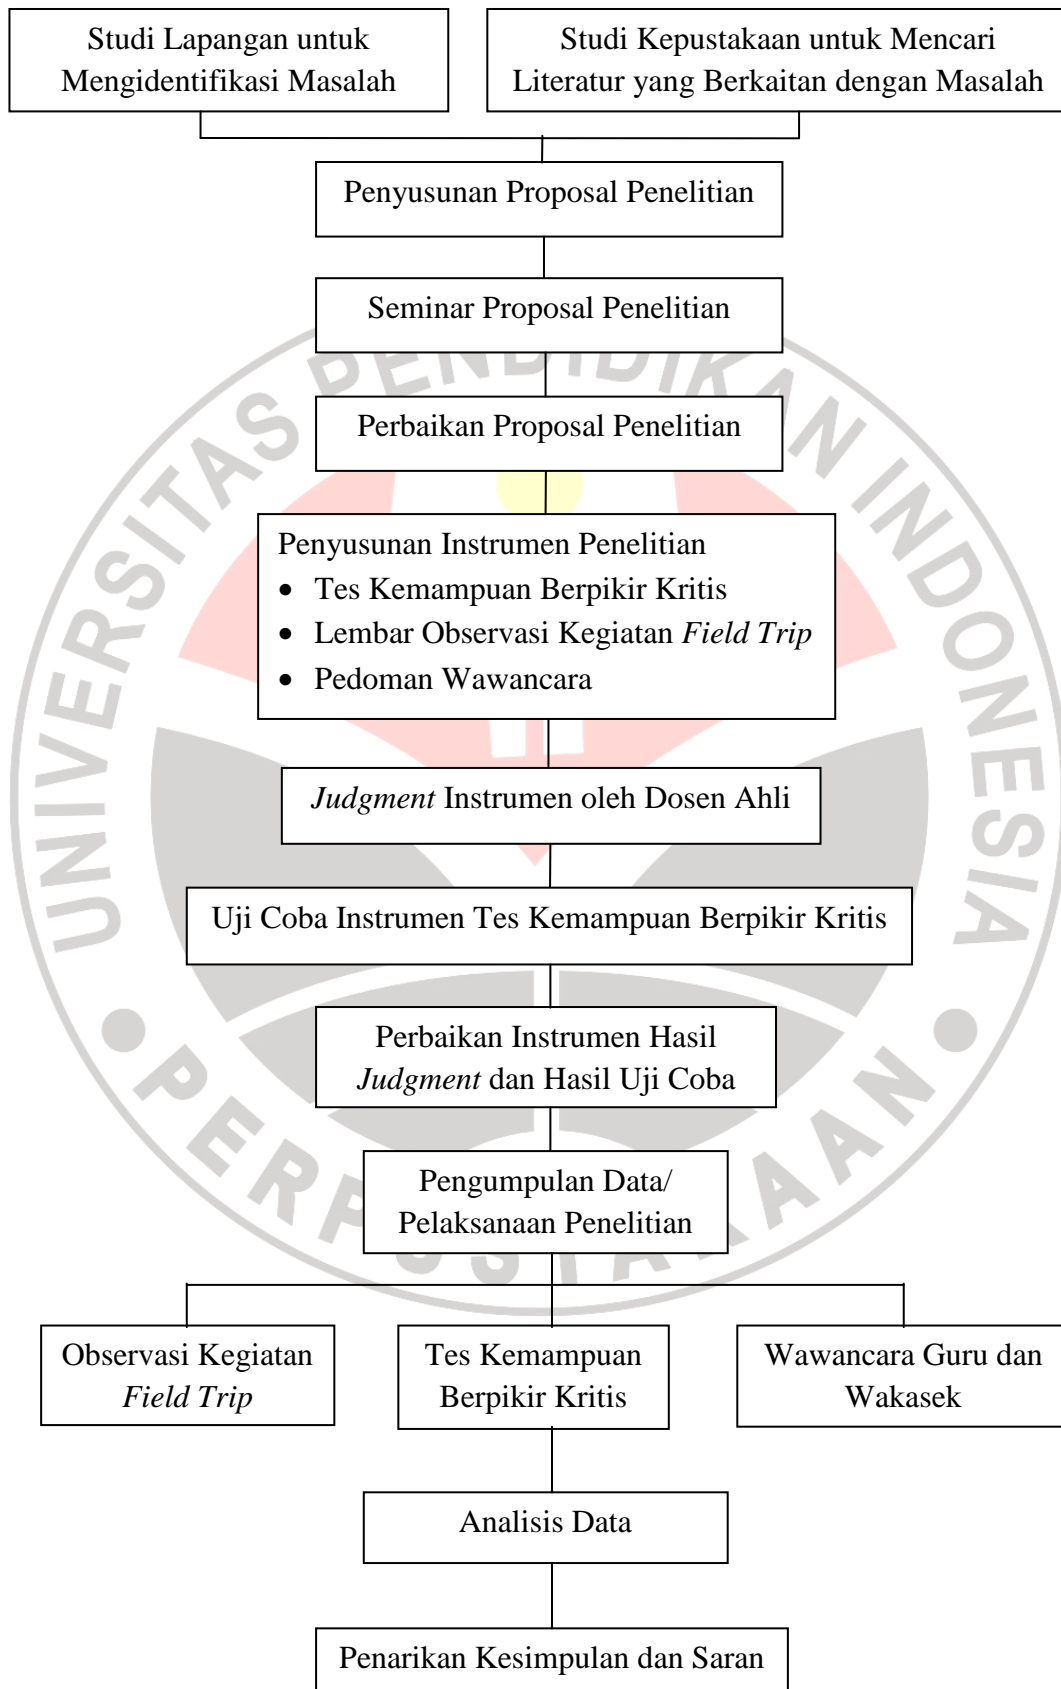 Studi Lapangan untuk
Mengidentifikasi Masalah
Studi Kepustakaan untuk Mencari
Literatur yang Berkaitan dengan Masalah
Penyusunan Proposal Penelitian
Seminar Proposal Penelitian
Perbaikan Proposal Penelitian
Penyusunan Instrumen Penelitian
• Tes Kemampuan Berpikir Kritis
• Lembar Observasi Kegiatan Field Trip
• Pedoman Wawancara
Judgment Instrumen oleh Dosen Ahli
Uji Coba Instrumen Tes Kemampuan Berpikir Kritis
Perbaikan Instrumen Hasil
Judgment dan Hasil Uji Coba
Pengumpulan Data/
Pelaksanaan Penelitian
Observasi Kegiatan
Field Trip
Tes Kemampuan
Berpikir Kritis
Wawancara Guru dan
Wakasek
Analisis Data
Penarikan Kesimpulan dan Saran
UNIVERSITAS PENDIDIKAN INDONESIA
PERPUSTAKAAN